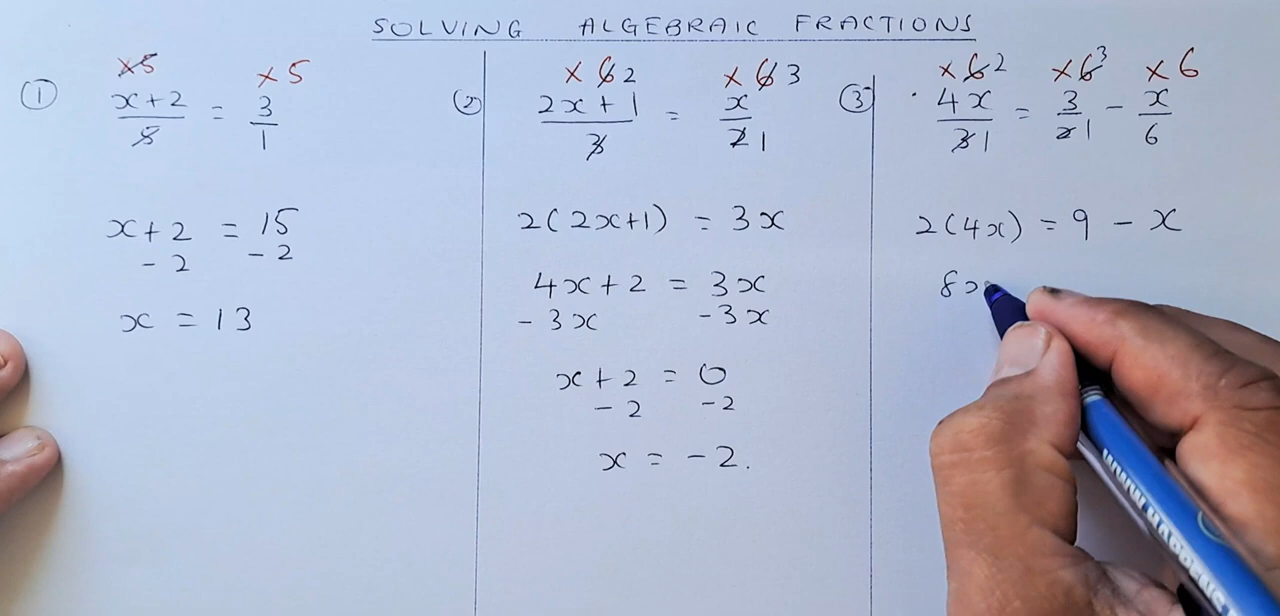 SOLVING ALGEBRAIC FRACTIONS
①
×5 ×5
x+2 = 3
5 1
x+2 = 15
-2 -2
x = 13
②
×6 2 ×6 3
2x+1 = x
3 2 1
2(2x+1) = 3x
4x+2 = 3x
-3x -3x
x+2 = 0
-2 -2
x = -2.
③
×6 2 ×6 3 ×6
4x = 3 - x
3 1 2 1 6
2(4x) = 9 - x
8x